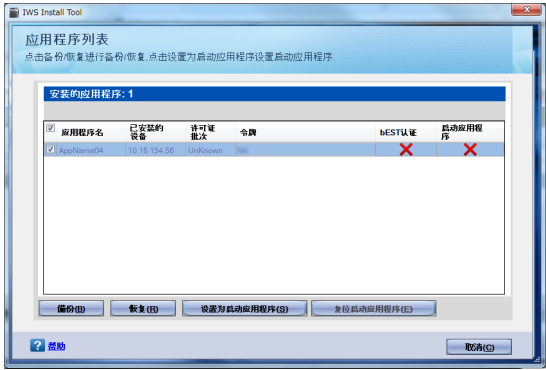 IWS Install Tool
应用程序列表
点击备份/恢复进行备份/恢复.点击设置为启动应用程序设置启动应用程序.
安装的应用程序: 1
应用程序名 已安装的设备 许可证批次 令牌 bEST认证 启动应用程序
AppName04 10.16.154.56 UnKnown
备份(B) 恢复(R) 设置为启动应用程序(S) 复位启动应用程序(E)
帮助
取消(C)